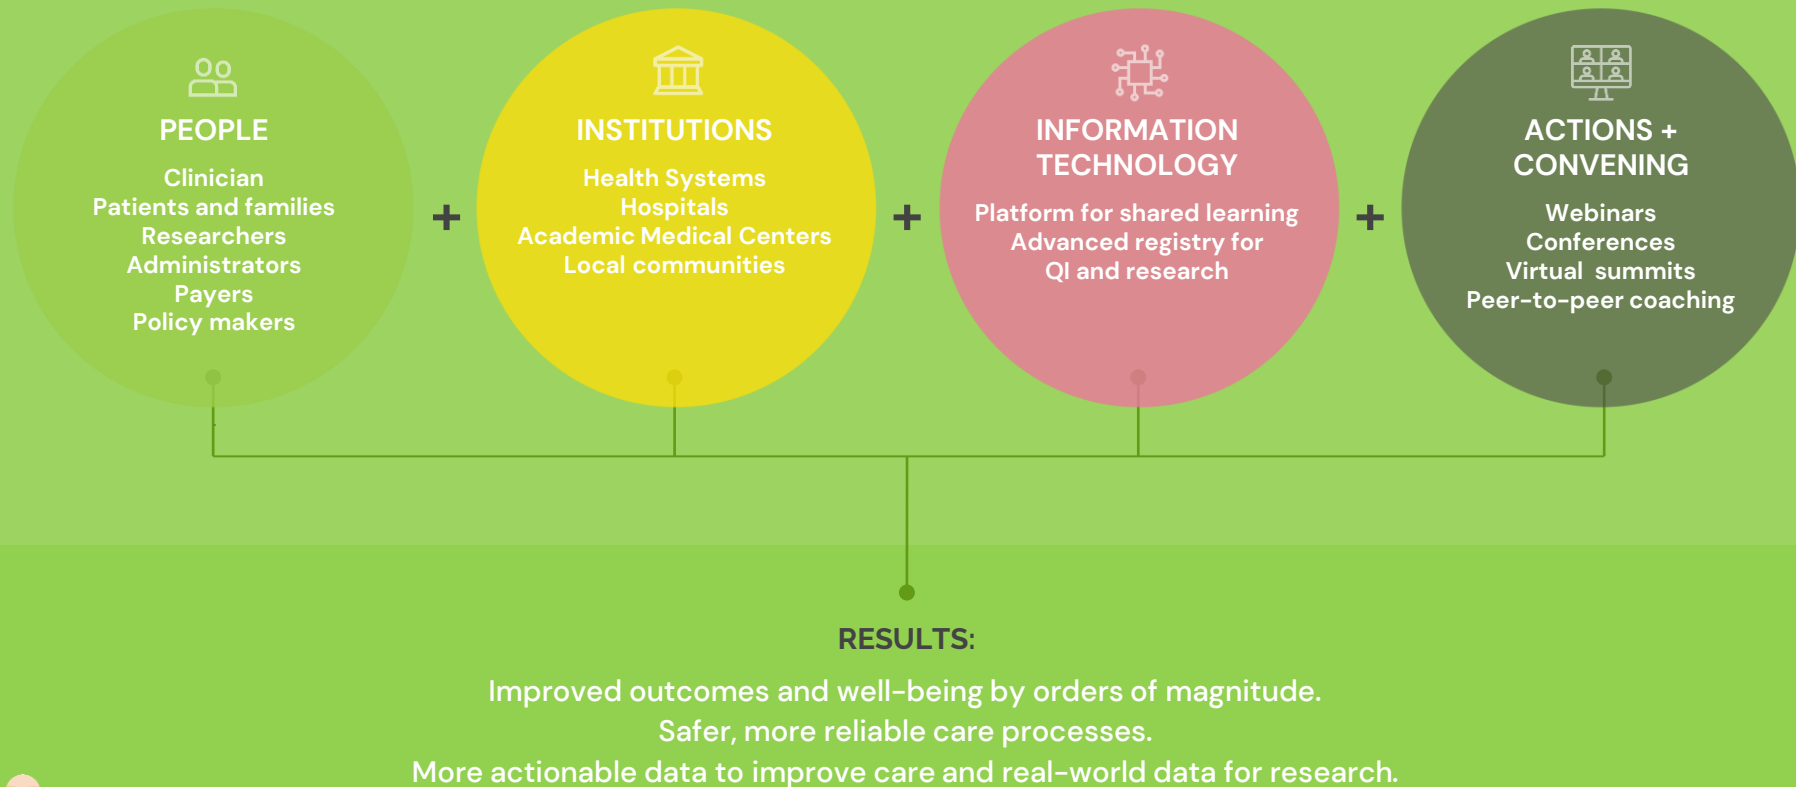 PEOPLE
Clinician
Patients and families
Researchers
Administrators
Payers
Policy makers
+
INSTITUTIONS
Health Systems
Hospitals
Academic Medical Centers
Local communities
+
INFORMATION
TECHNOLOGY
Platform for shared learning
Advanced registry for
QI and research
+
ACTIONS +
CONVENING
Webinars
Conferences
Virtual  summits
Peer-to-peer coaching
RESULTS:
Improved outcomes and well-being by orders of magnitude.
Safer, more reliable care processes.
More actionable data to improve care and real-world data for research.